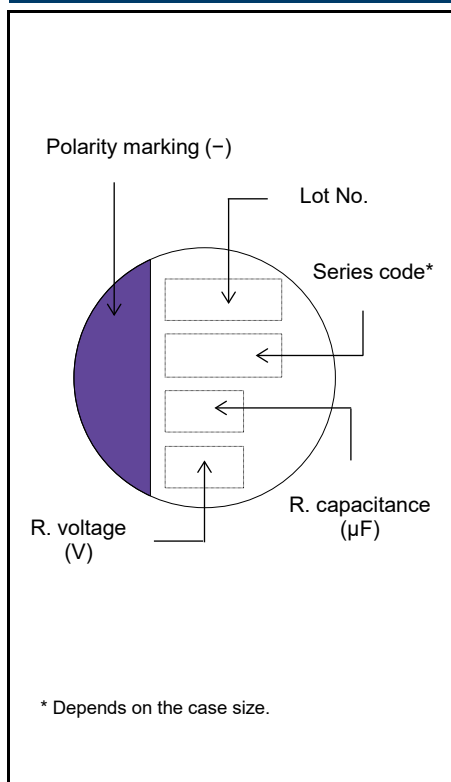 Polarity marking (−)
Lot No.
Series code*
R. capacitance
(µF)
R. voltage
(V)
* Depends on the case size.